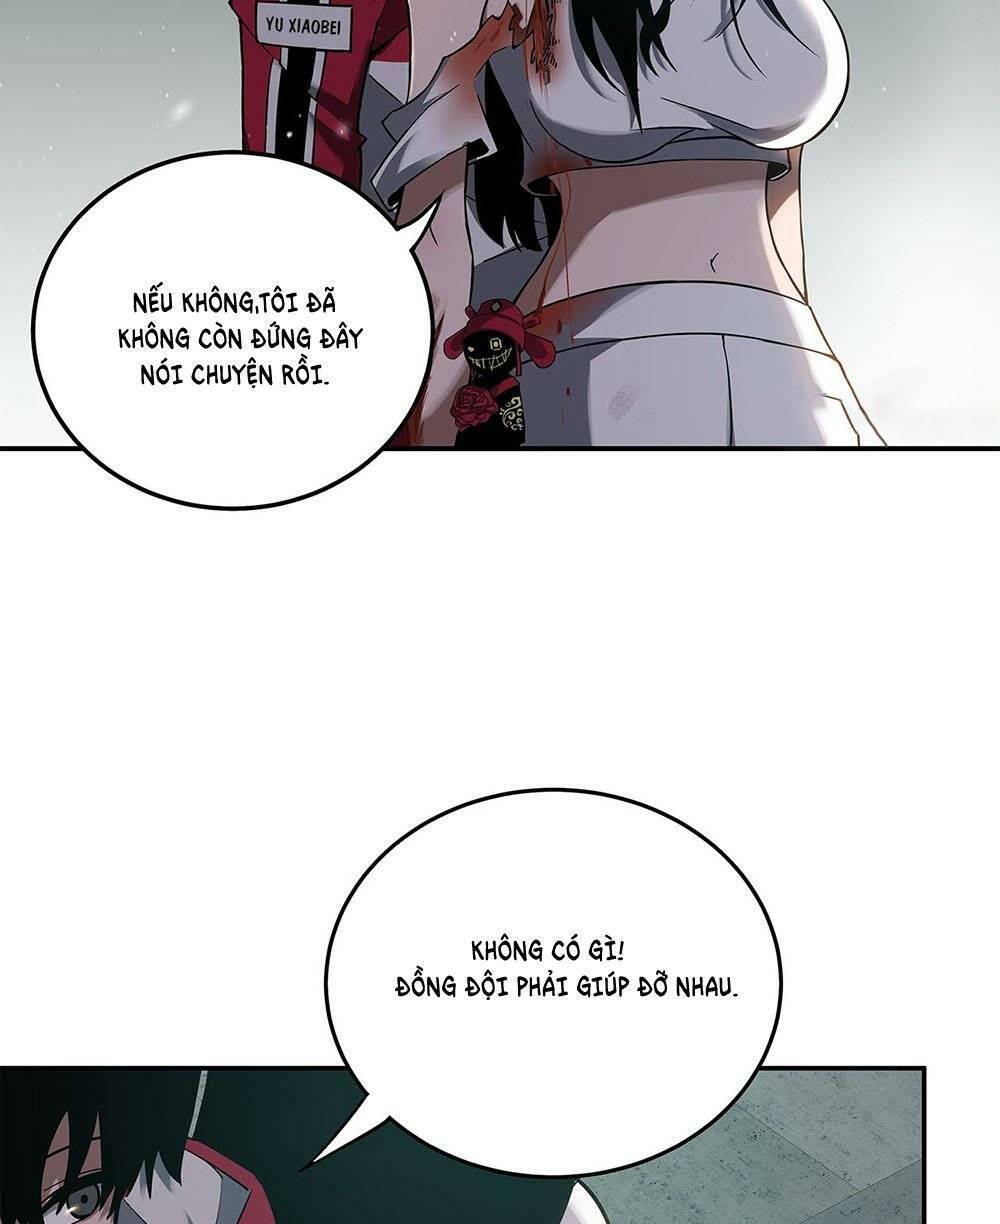 YU XIAOBEI
NẾU KHÔNG,TÔI ĐÃ
KHÔNG CÒN ĐỨNG ĐÂY
NÓI CHUYỆN RỒI.
KHÔNG CÓ GÌ!
ĐỒNG ĐỘI PHẢI GIÚP ĐỠ NHAU.